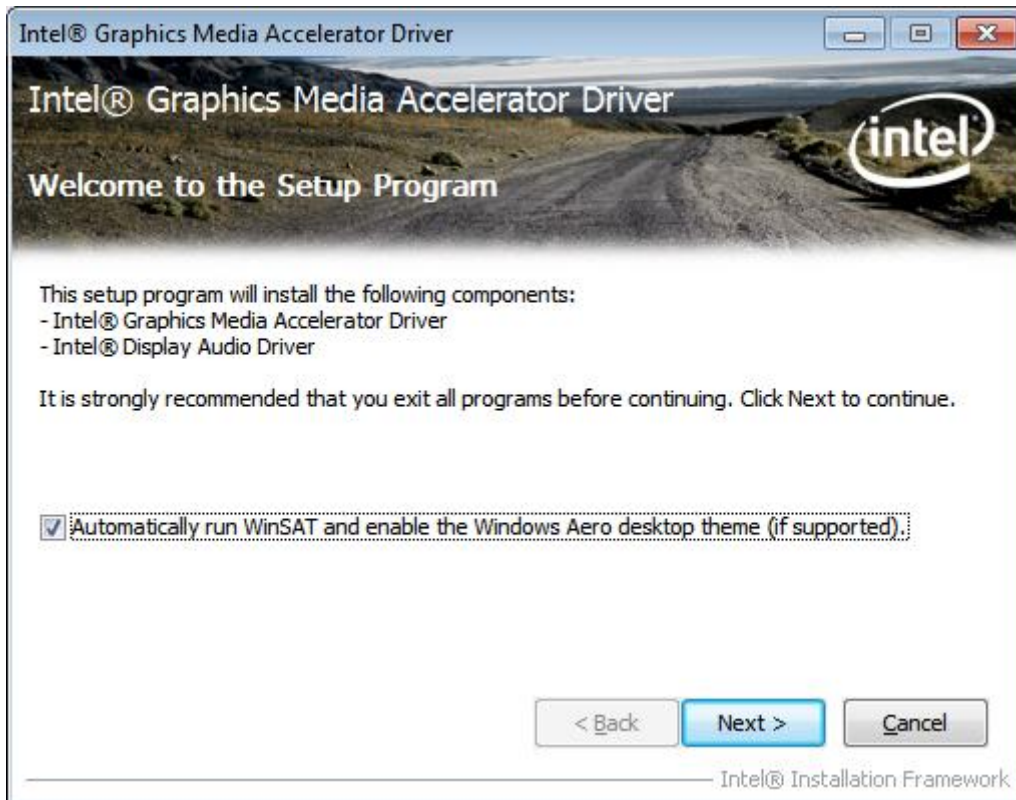 Intel® Graphics Media Accelerator Driver
Intel® Graphics Media Accelerator Driver
intel
Welcome to the Setup Program
This setup program will install the following components:
- Intel® Graphics Media Accelerator Driver
- Intel® Display Audio Driver
It is strongly recommended that you exit all programs before continuing. Click Next to continue.
Automatically run WinSAT and enable the Windows Aero desktop theme (if supported).
< Back Next > Cancel
Intel® Installation Framework